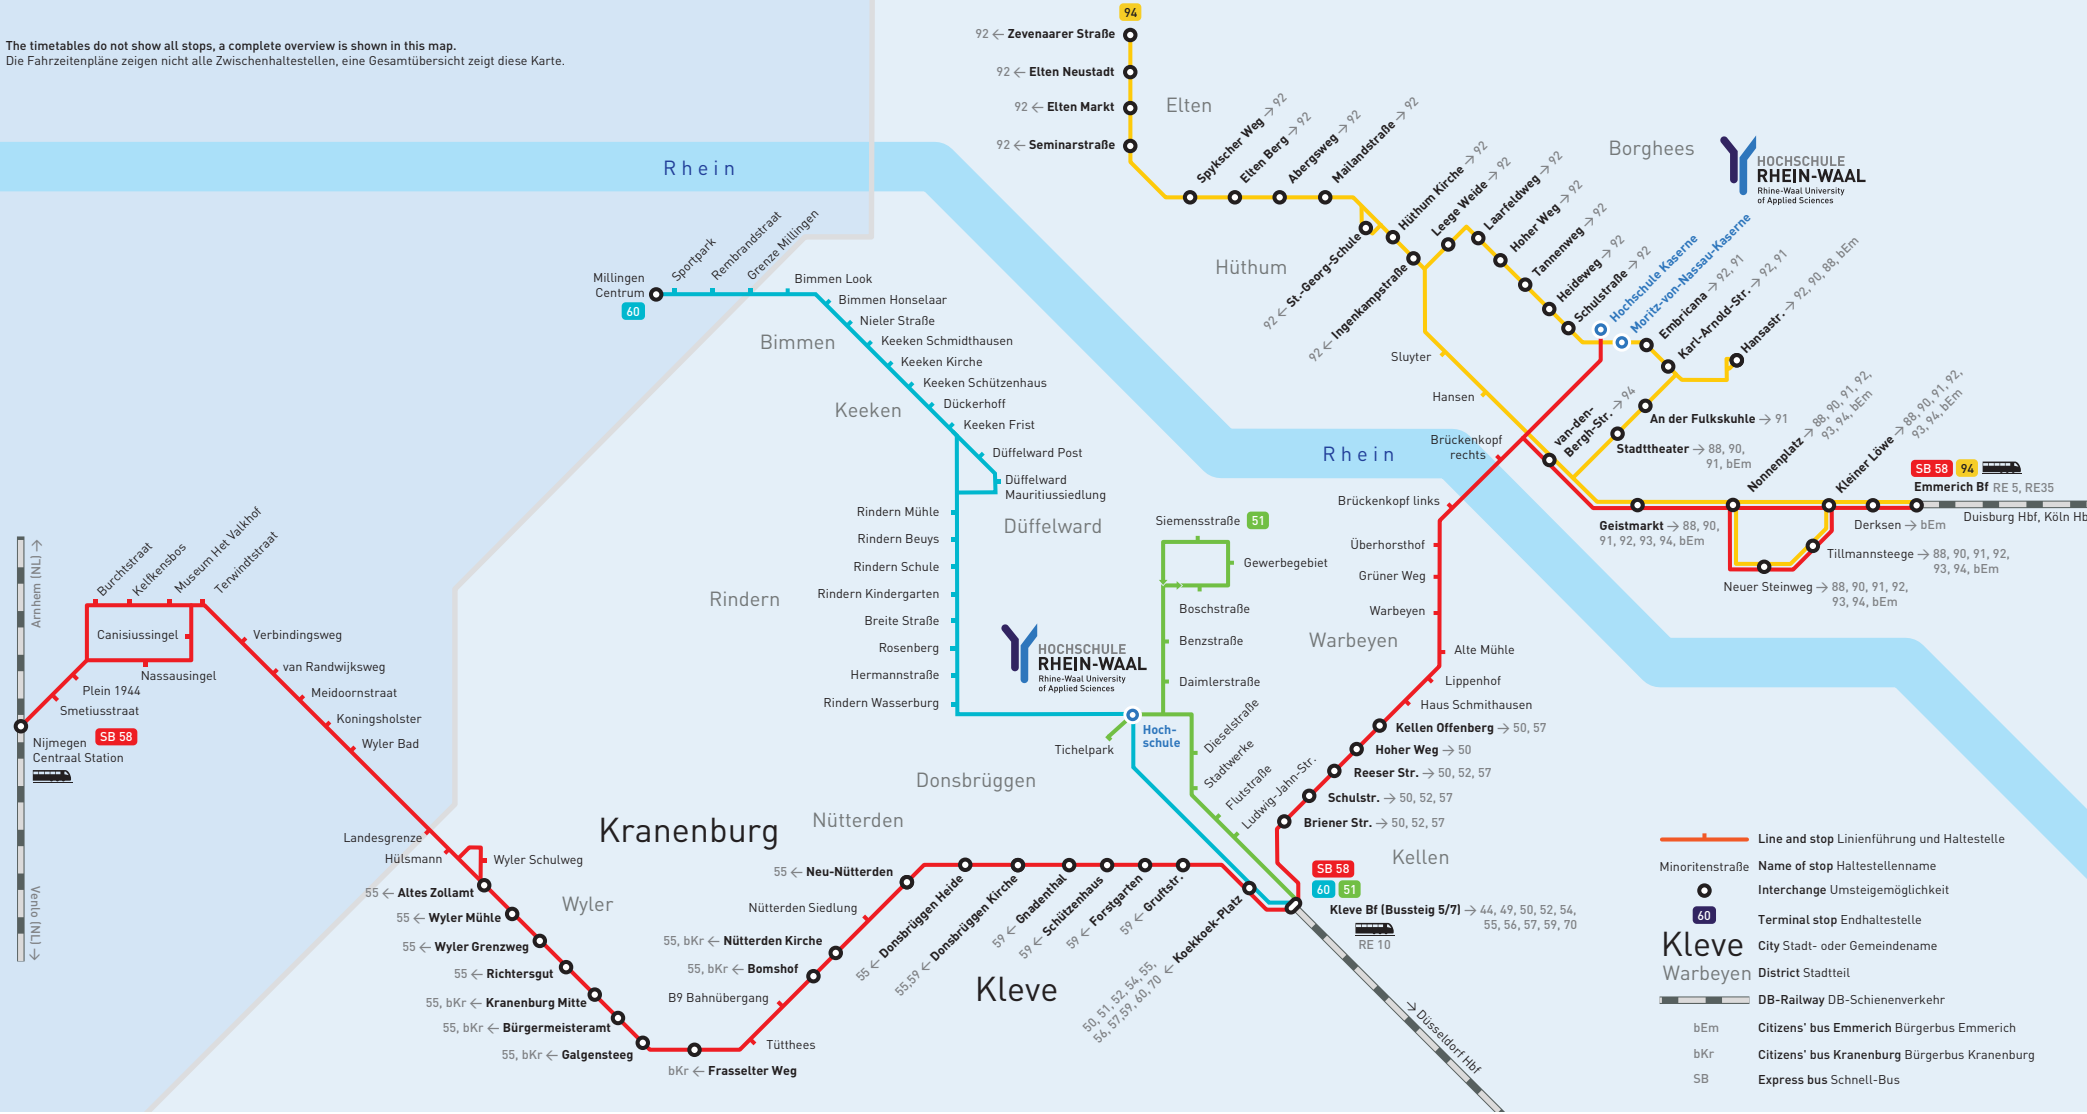 The timetables do not show all stops, a complete overview is shown in this map.
Die Fahrzeitenpläne zeigen nicht alle Zwischenhaltestellen, eine Gesamtübersicht zeigt diese Karte.
94
92 ← Zevenaarer Straße
92 ← Elten Neustadt
92 ← Elten Markt
92 ← Seminarstraße
Elten
Spykscher Weg → 92
Elten Berg → 92
Abergsweg → 92
Mailandstraße → 92
92 ← St.-Georg-Schule
Hüthum Kirche → 92
92 ← Ingenkampstraße
Leege Weide → 92
Laarfeldweg → 92
Hoher Weg → 92
Tannenweg → 92
Heideweg → 92
Schulstraße → 92
Hochschule Kaserne
Moritz-von-Nassau-Kaserne
Embricana → 92, 91
Karl-Arnold-Str. → 92, 91
Hansastr. → 92, 90, 88, bEm
Borghees
HOCHSCHULE
RHEIN-WAAL
Rhine-Waal University
of Applied Sciences
Hüthum
Rhein
Sluyter
Hansen
van-den-
Bergh-Str. → 94
An der Fulkskuhle → 91
Stadttheater → 88, 90,
91, bEm
Nonnenplatz → 88, 90, 91, 92,
93, 94, bEm
Kleiner Löwe → 88, 90, 91, 92,
93, 94, bEm
SB 58 94
Emmerich Bf RE 5, RE35
Duisburg Hbf, Köln Hb
Geistmarkt → 88, 90,
91, 92, 93, 94, bEm
Derksen → bEm
Tillmannsteege → 88, 90, 91, 92,
93, 94, bEm
Neuer Steinweg → 88, 90, 91, 92,
93, 94, bEm
Millingen
Centrum
60
Sportpark
Rembrandstraat
Grenze Millingen
Bimmen Look
Bimmen Honselaar
Nieler Straße
Keeken Schmidthausen
Keeken Kirche
Keeken Schützenhaus
Dückerhoff
Keeken Frist
Düffelward Post
Düffelward
Mauritiussiedlung
Bimmen
Keeken
Düffelward
Rindern
Rindern Mühle
Rindern Beuys
Rindern Schule
Rindern Kindergarten
Breite Straße
Rosenberg
Hermannstraße
Rindern Wasserburg
HOCHSCHULE
RHEIN-WAAL
Rhine-Waal University
of Applied Sciences
Hoch-
schule
Tichelpark
Siemensstraße 51
Gewerbegebiet
Boschstraße
Benzstraße
Daimlerstraße
Dieselstraße
Stadtwerke
Flutstraße
Ludwig-Jahn-Str.
Rhein
Brückenkopf
rechts
Brückenkopf links
Überhorsthof
Grüner Weg
Warbeyen
Warbeyen
Alte Mühle
Lippenhof
Haus Schmithausen
Kellen Offenberg → 50, 57
Hoher Weg → 50
Reeser Str. → 50, 52, 57
Schulstr. → 50, 52, 57
Briener Str. → 50, 52, 57
Kellen
SB 58
60 51
Kleve Bf (Bussteig 5/7) → 44, 49, 50, 52, 54,
55, 56, 57, 59, 70
RE 10
→ Düsseldorf Hbf
Arnhem (NL) →
Venlo (NL) →
Burchtstraat
Kelfkensbos
Museum Het Valkhof
Terwindtstraat
Canisiussingel
Nassausingel
Plein 1944
Smetiusstraat
SB 58
Nijmegen
Centraal Station
Verbindingsweg
van Randwijksweg
Meidoornstraat
Koningsholster
Wyler Bad
Landesgrenze
Hülsmann
Wyler Schulweg
55 ← Altes Zollamt
55 ← Wyler Mühle
55 ← Wyler Grenzweg
55 ← Richtersgut
55, bKr ← Kranenburg Mitte
55, bKr ← Bürgermeisteramt
55, bKr ← Galgensteeg
bKr ← Frasselter Weg
Wyler
Kranenburg
Nütterden
Donsbrüggen
Tütthees
B9 Bahnübergang
55, bKr ← Bomshof
55, bKr ← Nütterden Kirche
Nütterden Siedlung
55 ← Neu-Nütterden
55 ← Donsbrüggen Heide
55,59 ← Donsbrüggen Kirche
59 ← Gnadenthal
59 ← Schützenhaus
59 ← Forstgarten
59 ← Gruftstr.
50, 51, 52, 54, 55,
56, 57,59, 60, 70 ← Koekkoek-Platz
Kleve
Line and stop Linienführung und Haltestelle
Minoritenstraße Name of stop Haltestellenname
Interchange Umsteigemöglichkeit
60 Terminal stop Endhaltestelle
Kleve City Stadt- oder Gemeindename
Warbeyen District Stadtteil
DB-Railway DB-Schienenverkehr
bEm Citizens' bus Emmerich Bürgerbus Emmerich
bKr Citizens' bus Kranenburg Bürgerbus Kranenburg
SB Express bus Schnell-Bus